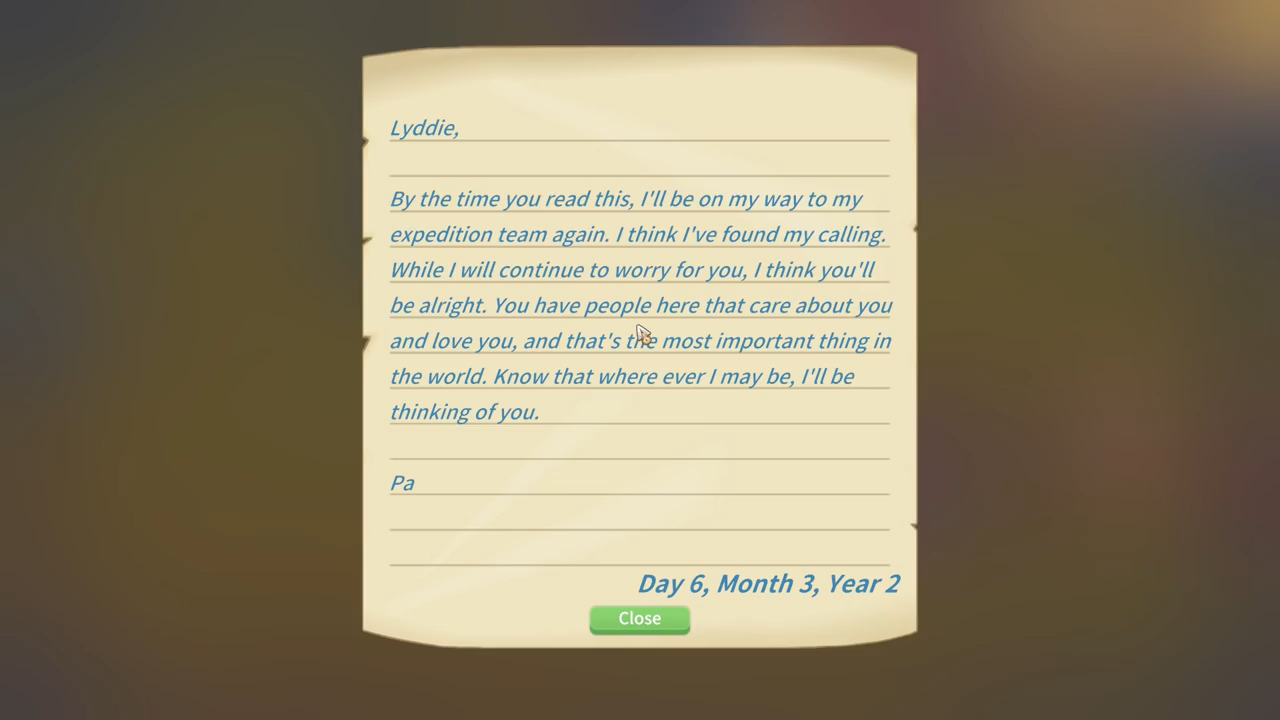 Lyddie,
By the time you read this, I'll be on my way to my
expedition team again. I think I've found my calling.
While I will continue to worry for you, I think you'll
be alright. You have people here that care about you
and love you, and that's the most important thing in
the world. Know that where ever I may be, I'll be
thinking of you.
Pa
Day 6, Month 3, Year 2
Close